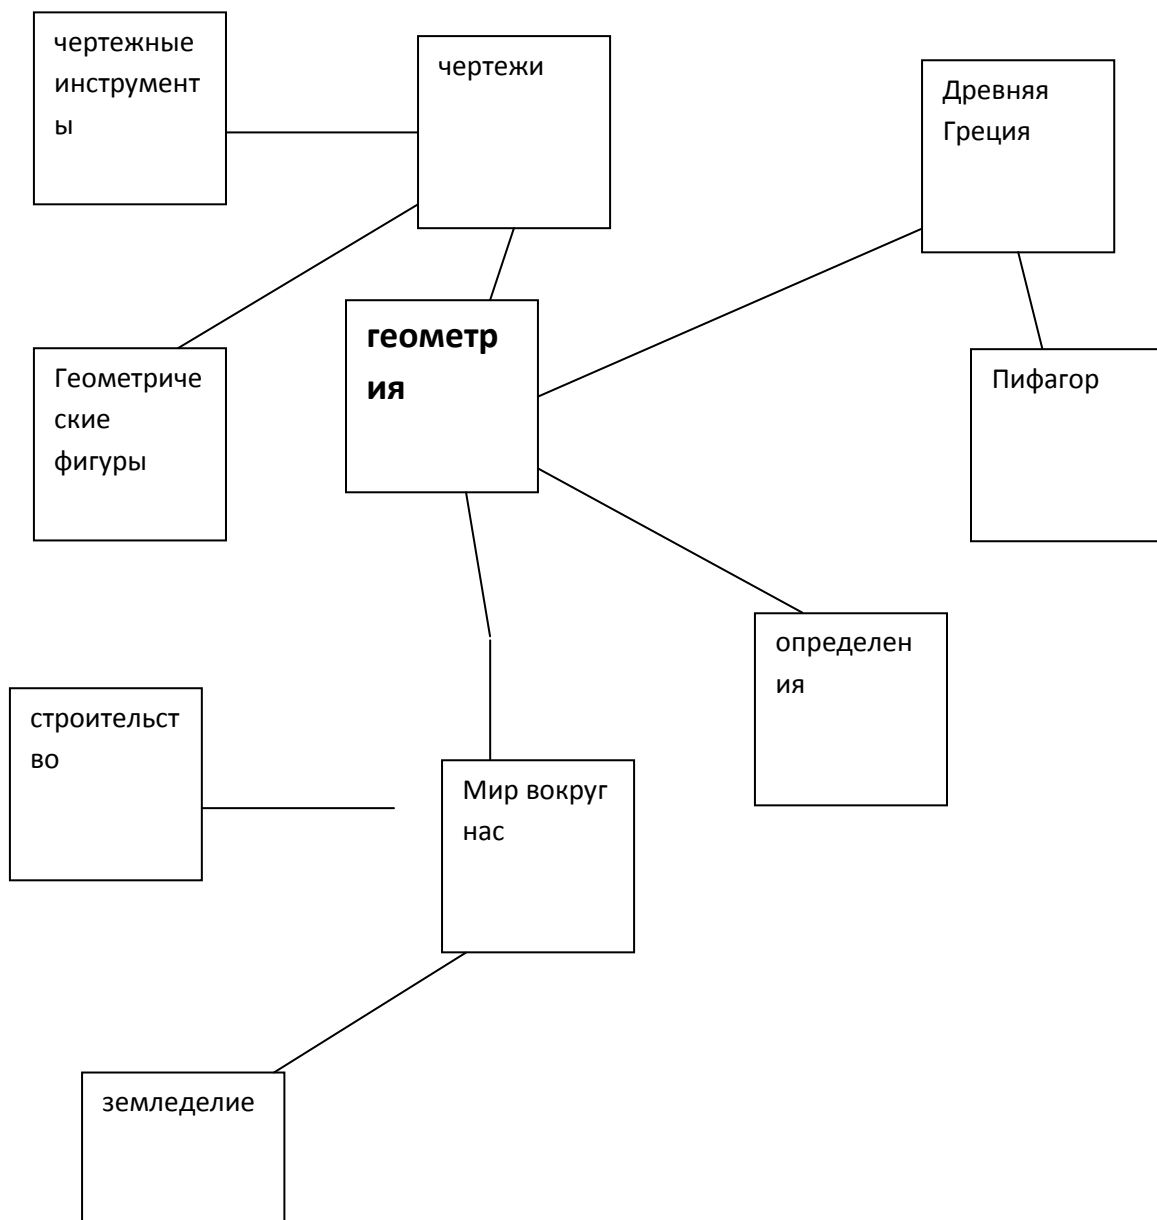 чертежные
инструмент
ы
чертежи
Древняя
Греция
геометр
ия
Геометриче
ские
фигуры
Пифагор
определен
ия
строительст
во
Мир вокруг
нас
земледелие